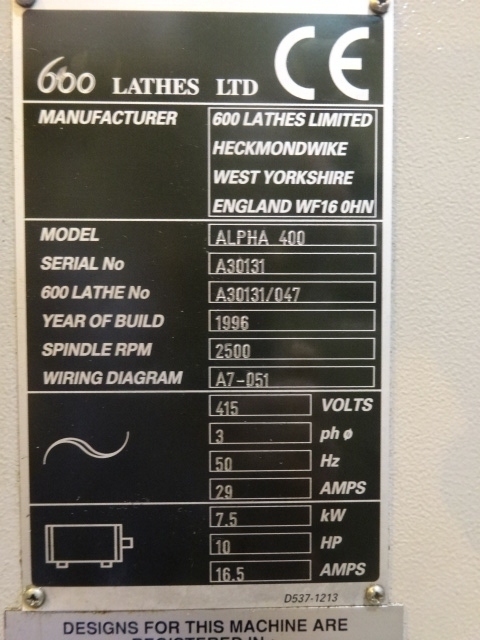 600 LATHES LTD CE
MANUFACTURER 600 LATHES LIMITED
HECKMONDWIKE
WEST YORKSHIRE
ENGLAND WF16 0HN
MODEL ALPHA 400
SERIAL No A30131
600 LATHE No A30131/047
YEAR OF BUILD 1996
SPINDLE RPM 2500
WIRING DIAGRAM A7-051
415 VOLTS
3 ph ø
50 Hz
29 AMPS
7.5 kW
10 HP
16.5 AMPS
D537-1213
DESIGNS FOR THIS MACHINE ARE
REGISTERED IN